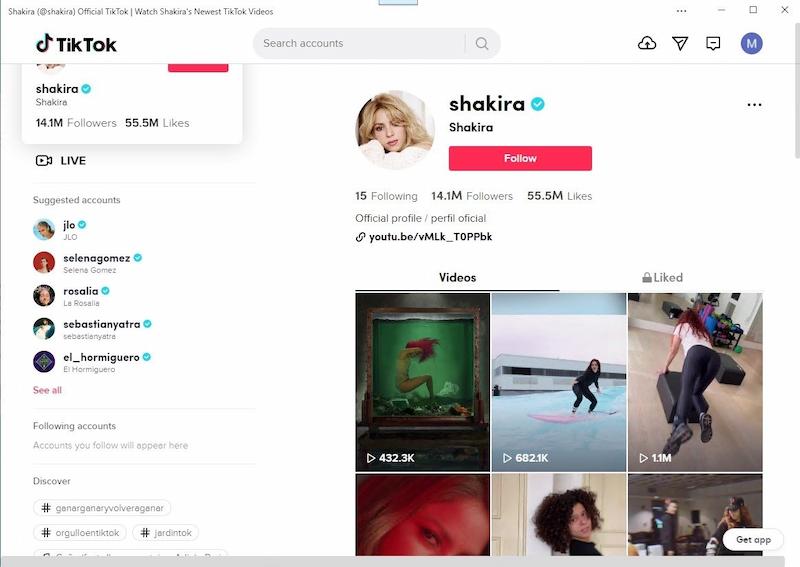 Shakira (@shakira) Official TikTok | Watch Shakira's Newest TikTok Videos
TikTok
Search accounts
M
shakira
Shakira
14.1M Followers 55.5M Likes
LIVE
Suggested accounts
jlo
JLO
selenagomez
Selena Gomez
rosalia
La Rosalia
sebastianyatra
sebastianyatra
el_hormiguero
El Hormiguero
See all
Following accounts
Accounts you follow will appear here
Discover
# ganarganaryvolveraganar
# orgulloentiktok # jardintok
shakira
Shakira
Follow
15 Following 14.1M Followers 55.5M Likes
Official profile / perfil oficial
youtu.be/vMLk_T0PPbk
Videos Liked
432.3K 682.1K 1.1M
Get app